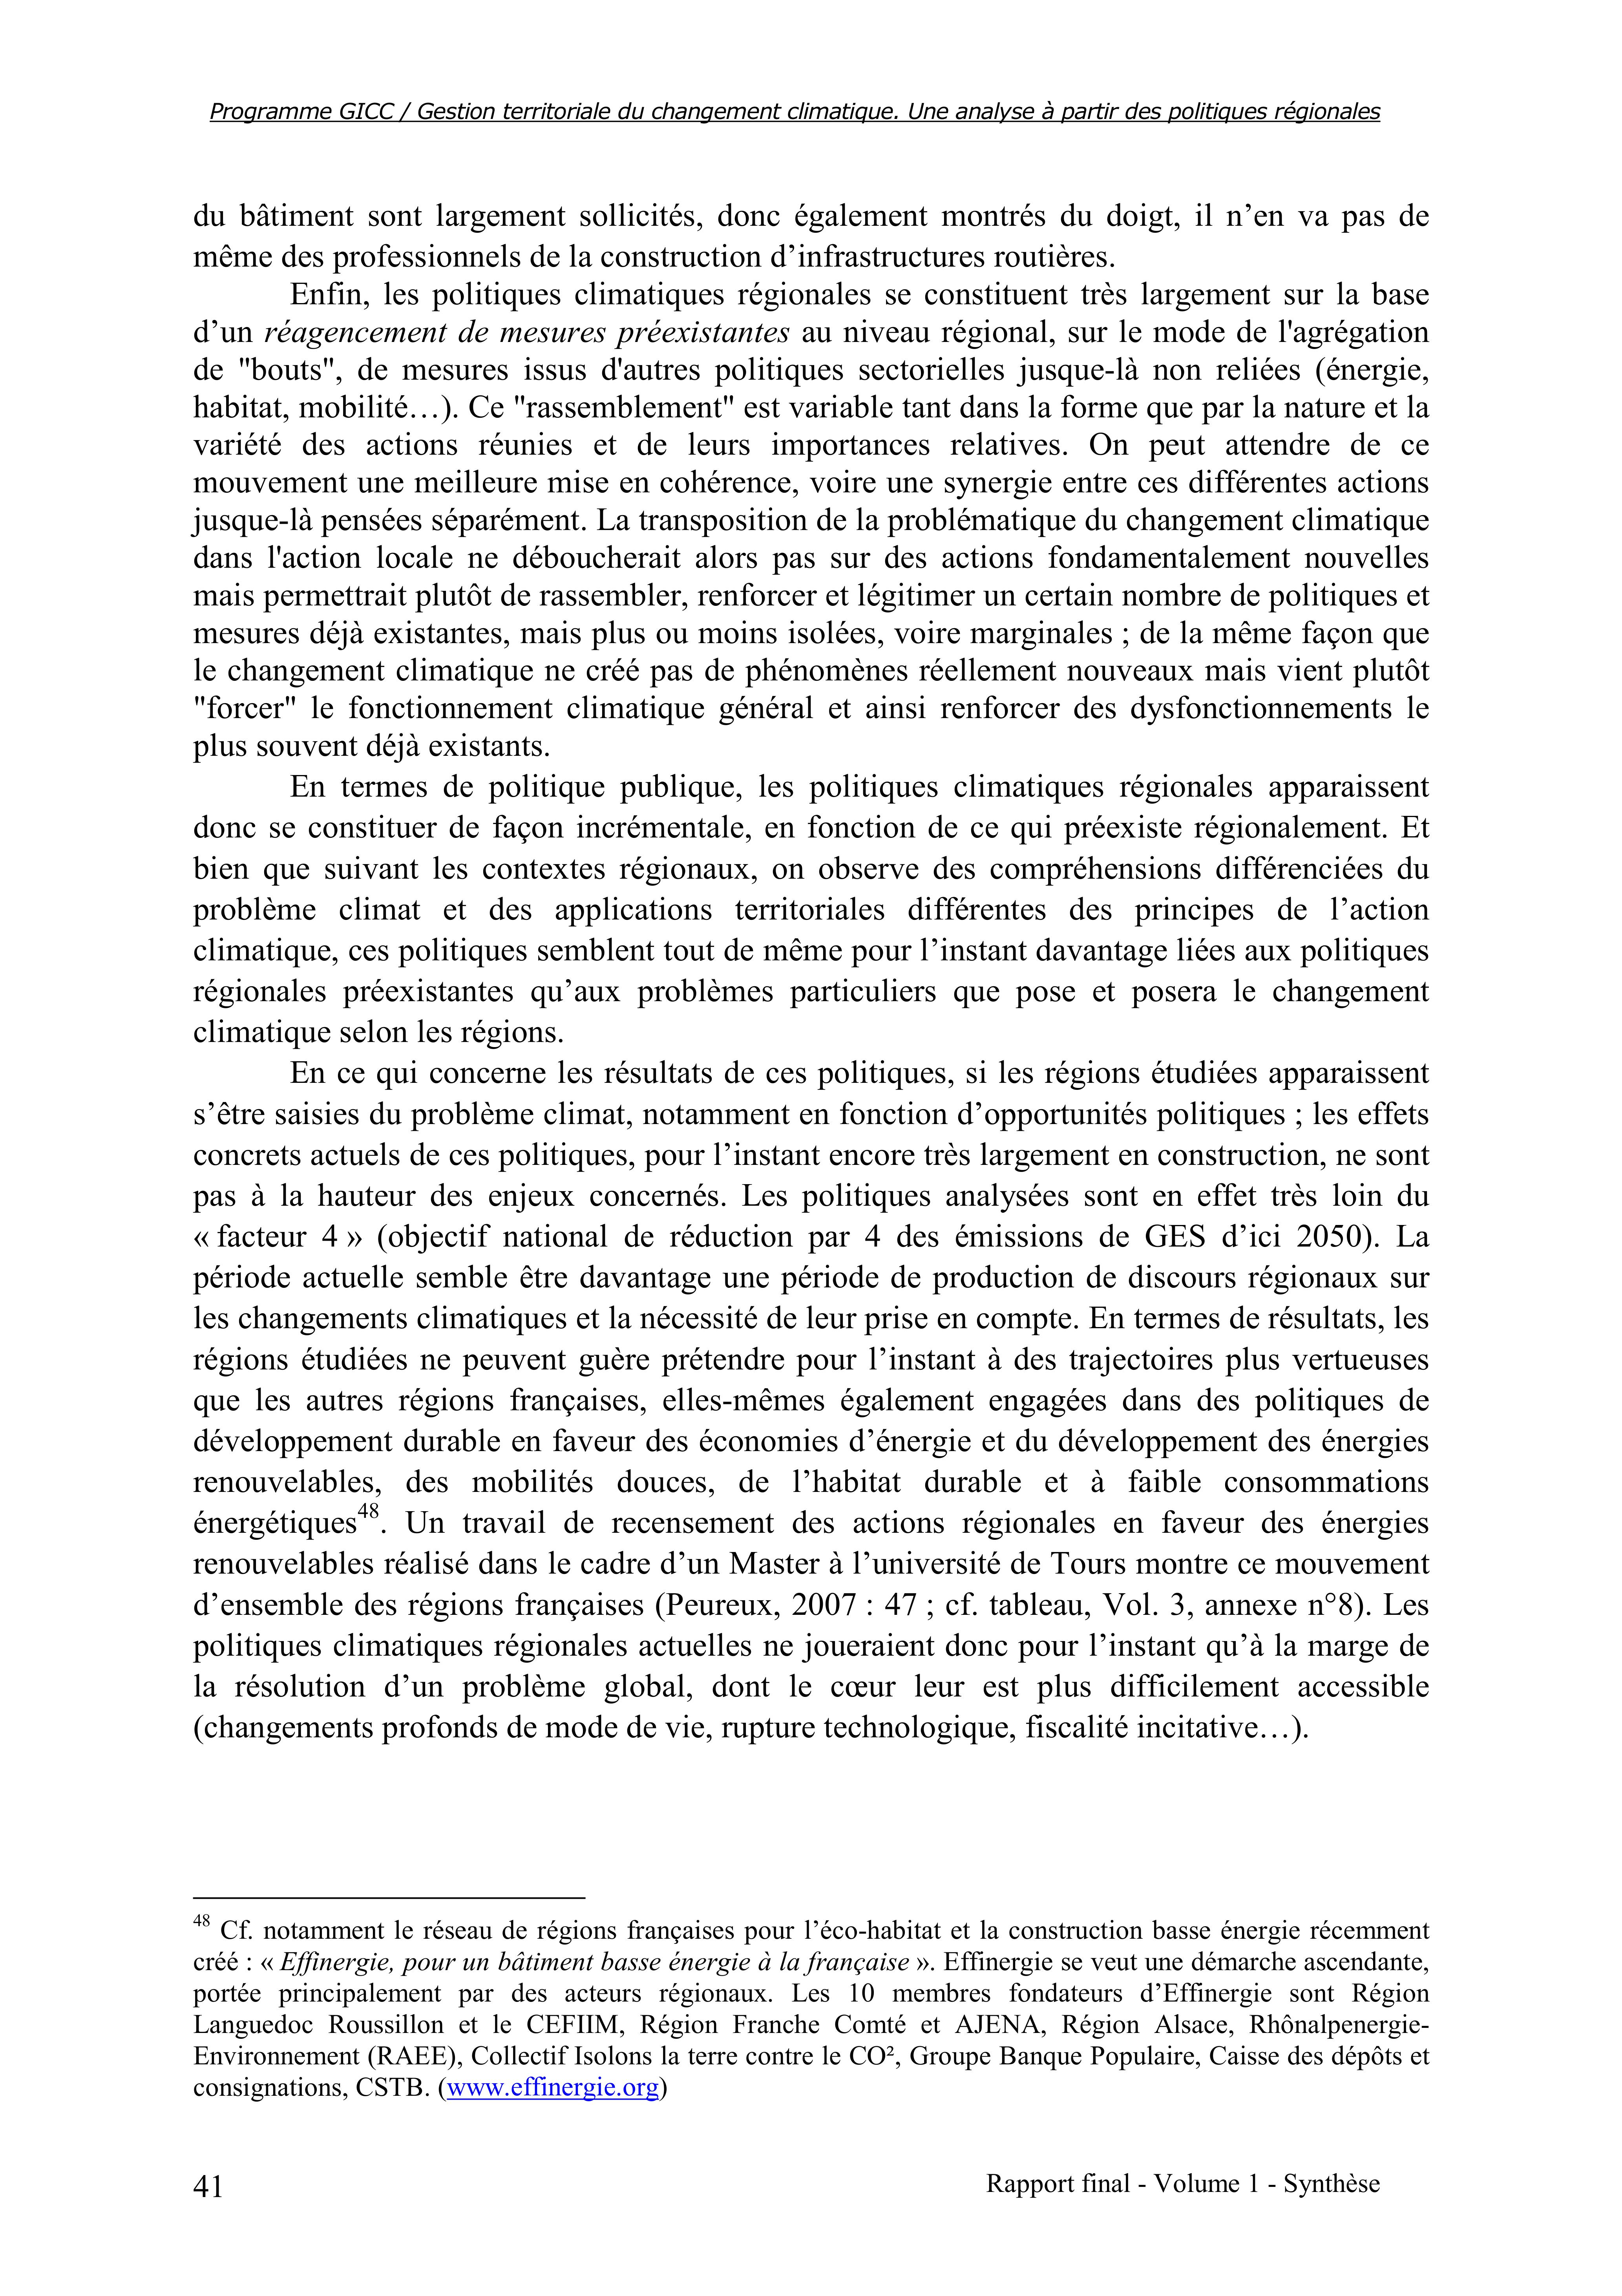 Programme GICC / Gestion territoriale du changement climatique. Une analyse à partir des politiques régionales
du bâtiment sont largement sollicités, donc également montrés du doigt, il n’en va pas de
même des professionnels de la construction d’infrastructures routières.
Enfin, les politiques climatiques régionales se constituent très largement sur la base
d’un réagencement de mesures préexistantes au niveau régional, sur le mode de l'agrégation
de "bouts", de mesures issus d'autres politiques sectorielles jusque-là non reliées (énergie,
habitat, mobilité…). Ce "rassemblement" est variable tant dans la forme que par la nature et la
variété des actions réunies et de leurs importances relatives. On peut attendre de ce
mouvement une meilleure mise en cohérence, voire une synergie entre ces différentes actions
jusque-là pensées séparément. La transposition de la problématique du changement climatique
dans l'action locale ne déboucherait alors pas sur des actions fondamentalement nouvelles
mais permettrait plutôt de rassembler, renforcer et légitimer un certain nombre de politiques et
mesures déjà existantes, mais plus ou moins isolées, voire marginales ; de la même façon que
le changement climatique ne créé pas de phénomènes réellement nouveaux mais vient plutôt
"forcer" le fonctionnement climatique général et ainsi renforcer des dysfonctionnements le
plus souvent déjà existants.
En termes de politique publique, les politiques climatiques régionales apparaissent
donc se constituer de façon incrémentale, en fonction de ce qui préexiste régionalement. Et
bien que suivant les contextes régionaux, on observe des compréhensions différenciées du
problème climat et des applications territoriales différentes des principes de l’action
climatique, ces politiques semblent tout de même pour l’instant davantage liées aux politiques
régionales préexistantes qu’aux problèmes particuliers que pose et posera le changement
climatique selon les régions.
En ce qui concerne les résultats de ces politiques, si les régions étudiées apparaissent
s’être saisies du problème climat, notamment en fonction d’opportunités politiques ; les effets
concrets actuels de ces politiques, pour l’instant encore très largement en construction, ne sont
pas à la hauteur des enjeux concernés. Les politiques analysées sont en effet très loin du
« facteur 4 » (objectif national de réduction par 4 des émissions de GES d’ici 2050). La
période actuelle semble être davantage une période de production de discours régionaux sur
les changements climatiques et la nécessité de leur prise en compte. En termes de résultats, les
régions étudiées ne peuvent guère prétendre pour l’instant à des trajectoires plus vertueuses
que les autres régions françaises, elles-mêmes également engagées dans des politiques de
développement durable en faveur des économies d’énergie et du développement des énergies
renouvelables, des mobilités douces, de l’habitat durable et à faible consommations
énergétiques48. Un travail de recensement des actions régionales en faveur des énergies
renouvelables réalisé dans le cadre d’un Master à l’université de Tours montre ce mouvement
d’ensemble des régions françaises (Peureux, 2007 : 47 ; cf. tableau, Vol. 3, annexe n°8). Les
politiques climatiques régionales actuelles ne joueraient donc pour l’instant qu’à la marge de
la résolution d’un problème global, dont le cœur leur est plus difficilement accessible
(changements profonds de mode de vie, rupture technologique, fiscalité incitative…).
48 Cf. notamment le réseau de régions françaises pour l’éco-habitat et la construction basse énergie récemment
créé : « Effinergie, pour un bâtiment basse énergie à la française ». Effinergie se veut une démarche ascendante,
portée principalement par des acteurs régionaux. Les 10 membres fondateurs d’Effinergie sont Région
Languedoc Roussillon et le CEFIIM, Région Franche Comté et AJENA, Région Alsace, Rhônalpenergie-
Environnement (RAEE), Collectif Isolons la terre contre le CO², Groupe Banque Populaire, Caisse des dépôts et
consignations, CSTB. (www.effinergie.org)
41
Rapport final - Volume 1 - Synthèse